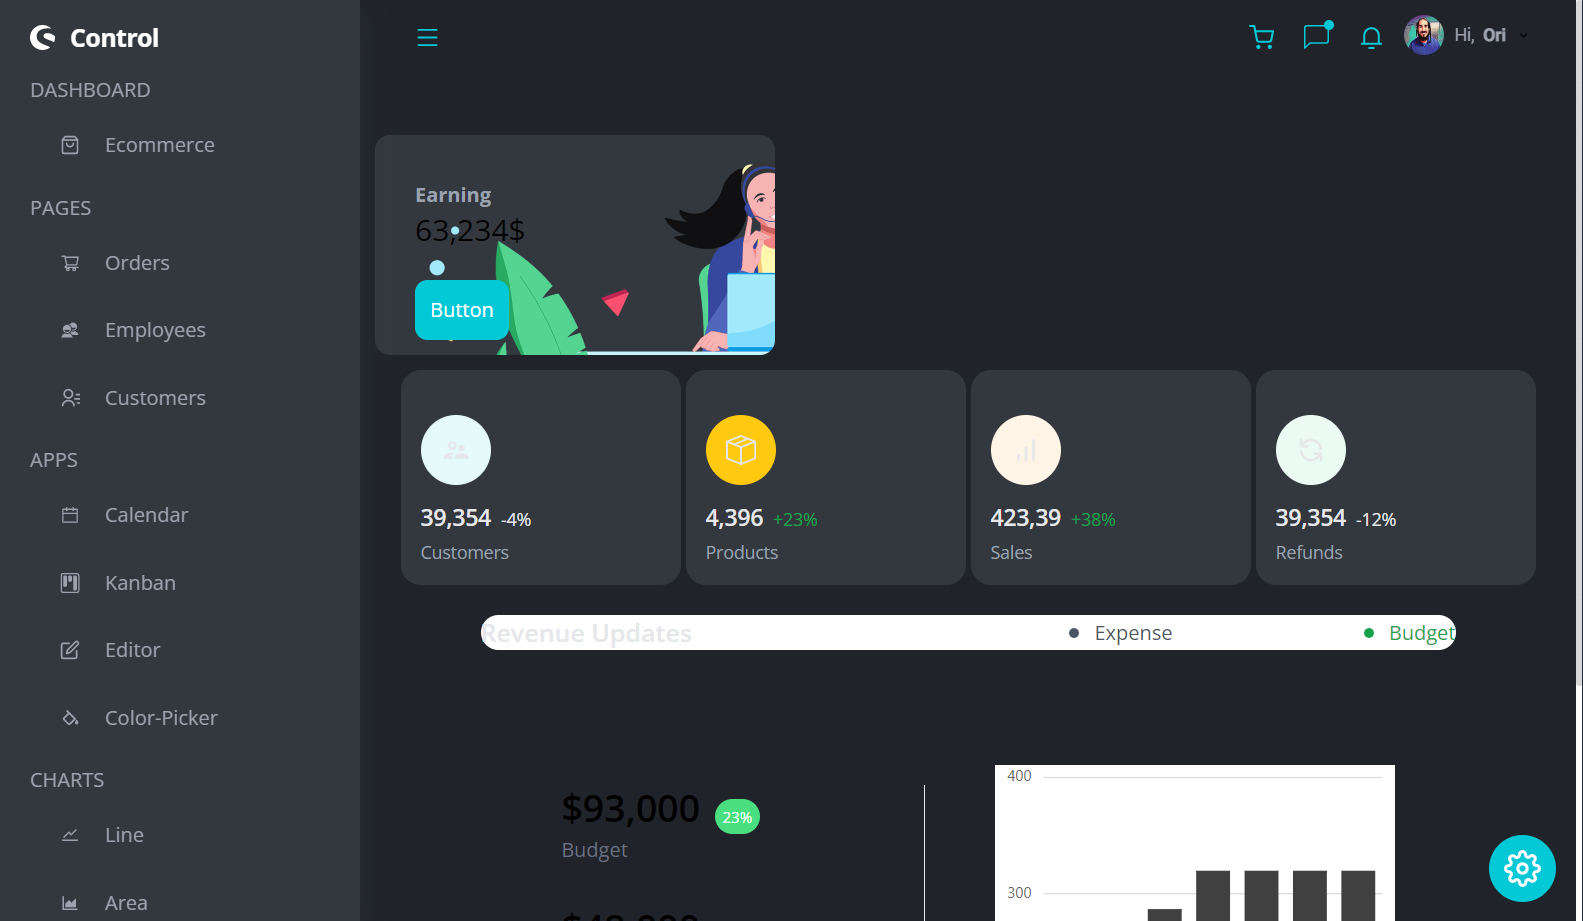 Control
DASHBOARD
Ecommerce
PAGES
Orders
Employees
Customers
APPS
Calendar
Kanban
Editor
Color-Picker
CHARTS
Line
Area
Hi, Ori
Earning
63,234$
Button
39,354 -4%
Customers
4,396 +23%
Products
423,39 +38%
Sales
39,354 -12%
Refunds
Revenue Updates
Expense
Budget
$93,000 23%
Budget
400
300